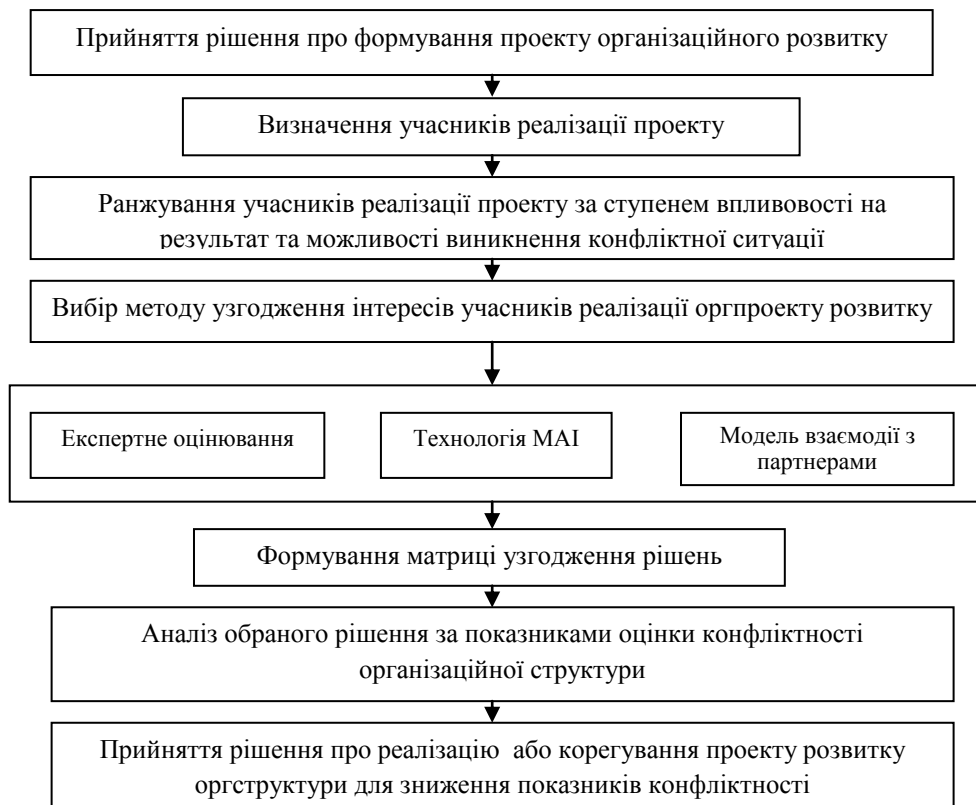 Прийняття рішення про формування проекту організаційного розвитку
Визначення учасників реалізації проекту
Ранжування учасників реалізації проекту за ступенем впливовості на
результат та можливості виникнення конфліктної ситуації
Вибір методу узгодження інтересів учасників реалізації оргпроекту розвитку
Експертне оцінювання
Технологія МАІ
Модель взаємодії з
партнерами
Формування матриці узгодження рішень
Аналіз обраного рішення за показниками оцінки конфліктності
організаційної структури
Прийняття рішення про реалізацію або корегування проекту розвитку
оргструктури для зниження показників конфліктності